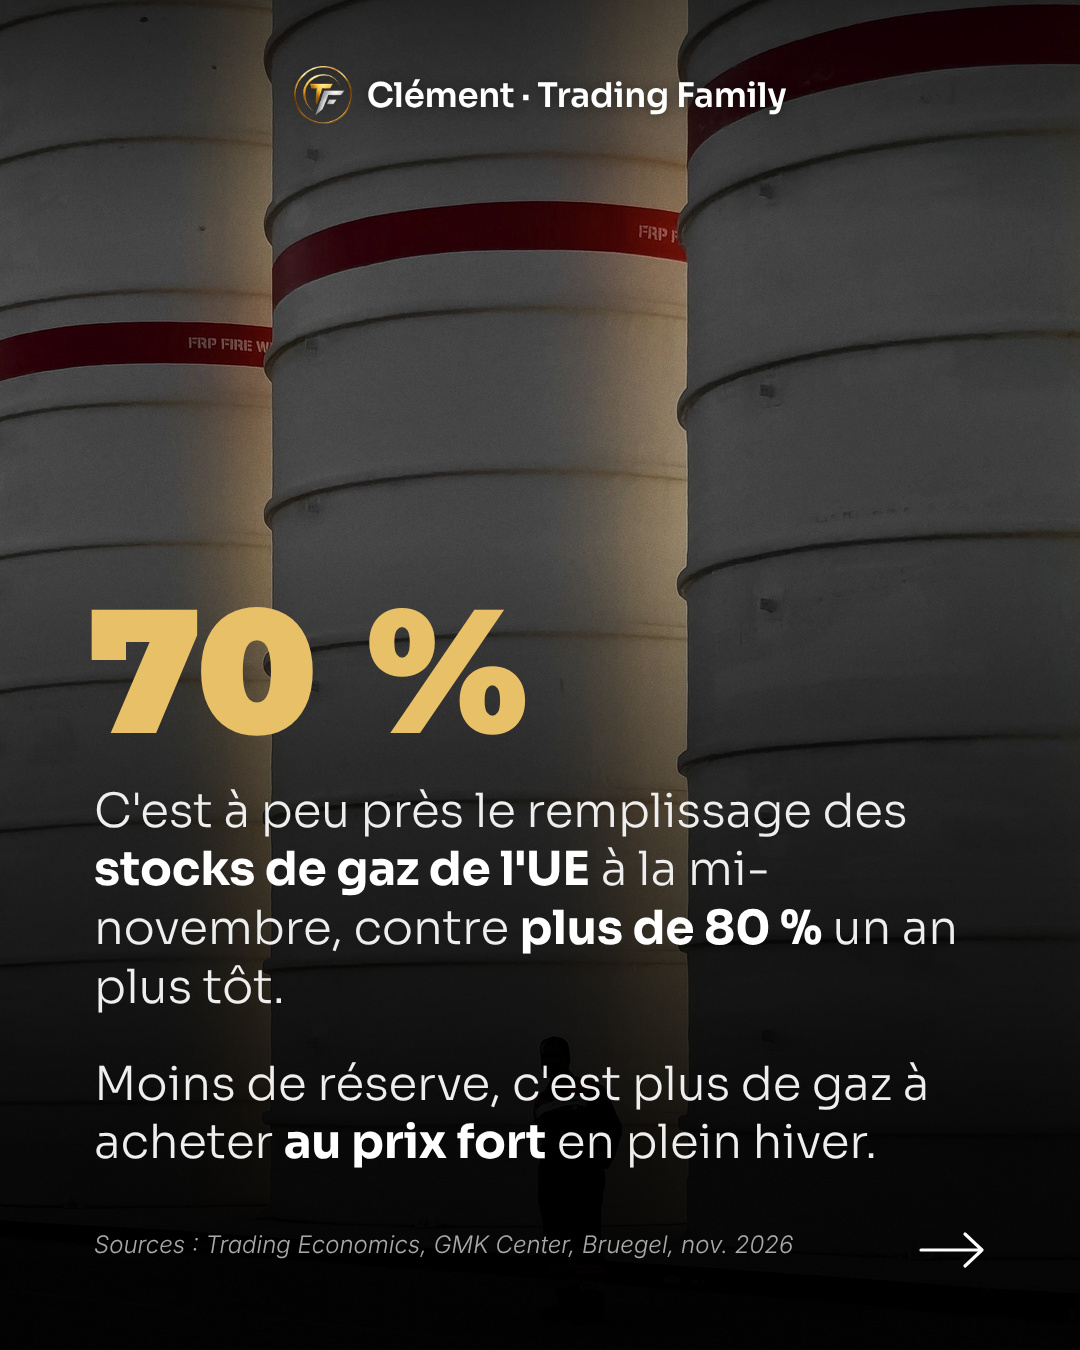 TF Clément · Trading Family
FRP F
FRP FIRE W
70 %
C'est à peu près le remplissage des
stocks de gaz de l'UE à la mi-
novembre, contre plus de 80 % un an
plus tôt.
Moins de réserve, c'est plus de gaz à
acheter au prix fort en plein hiver.
Sources : Trading Economics, GMK Center, Bruegel, nov. 2026